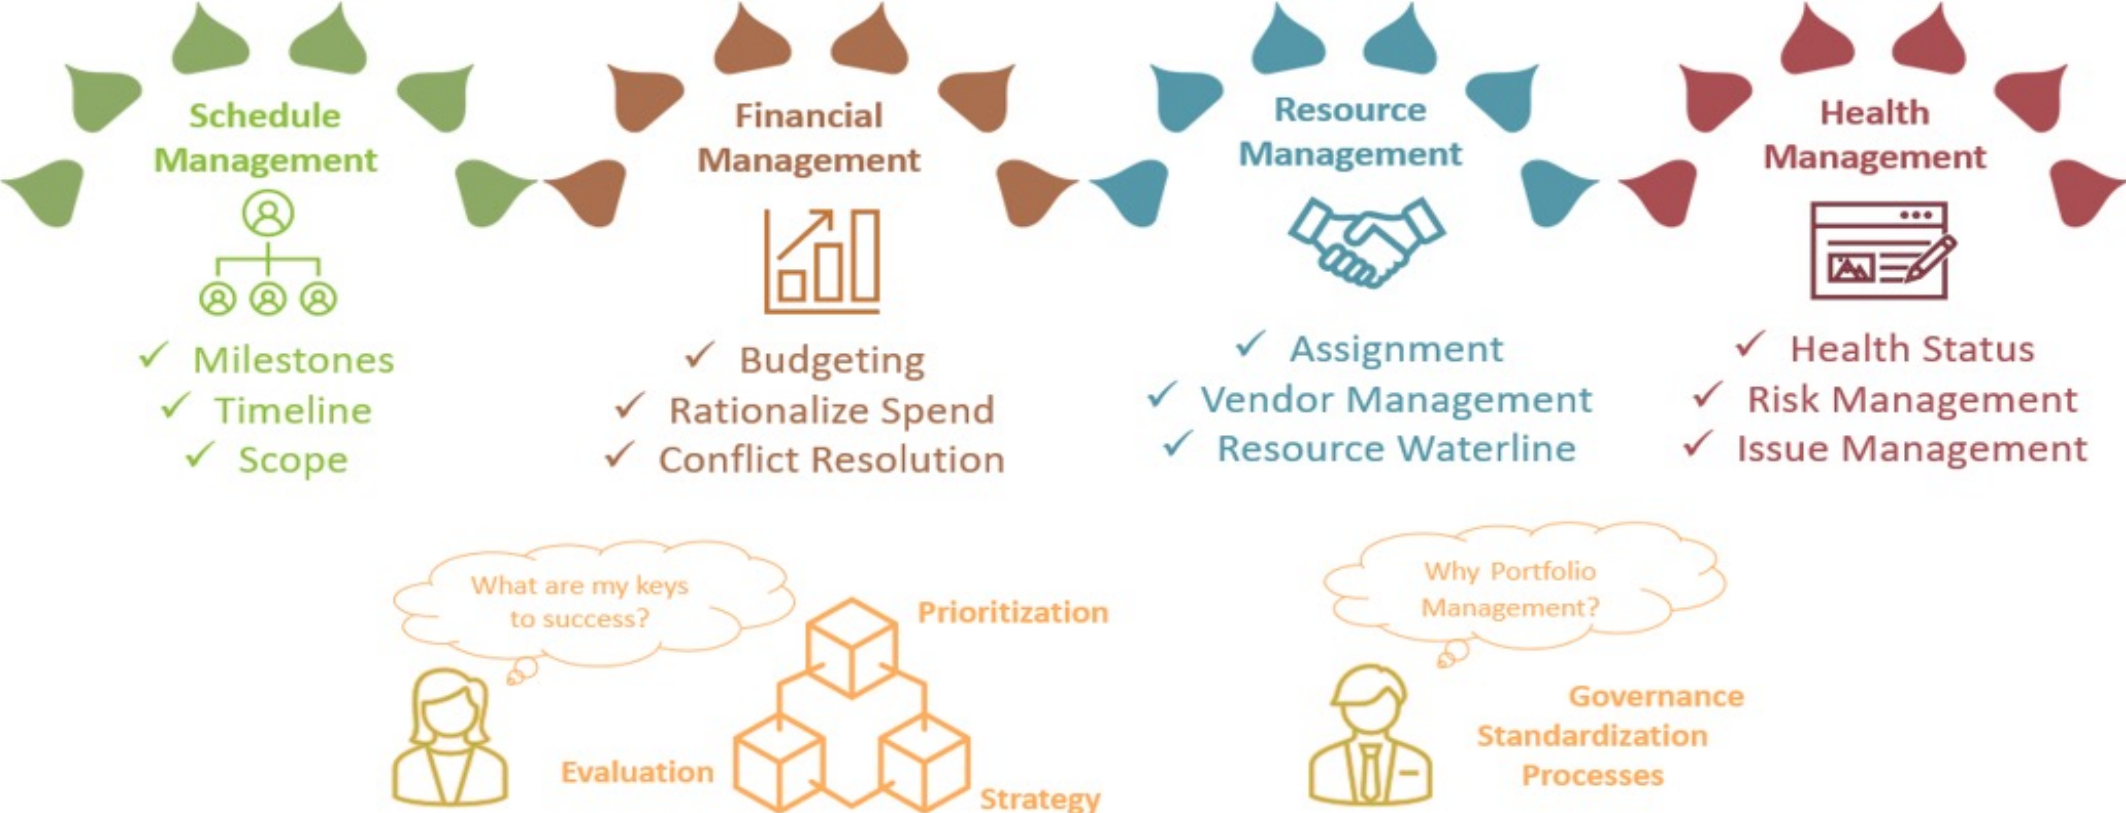 Schedule
Management
Milestones
Timeline
Scope
Financial
Management
Budgeting
Rationalize Spend
Conflict Resolution
Resource
Management
Assignment
Vendor Management
Resource Waterline
Health
Management
Health Status
Risk Management
Issue Management
What are my keys
to success?
Prioritization
Evaluation
Strategy
Why Portfolio
Management?
Governance
Standardization
Processes